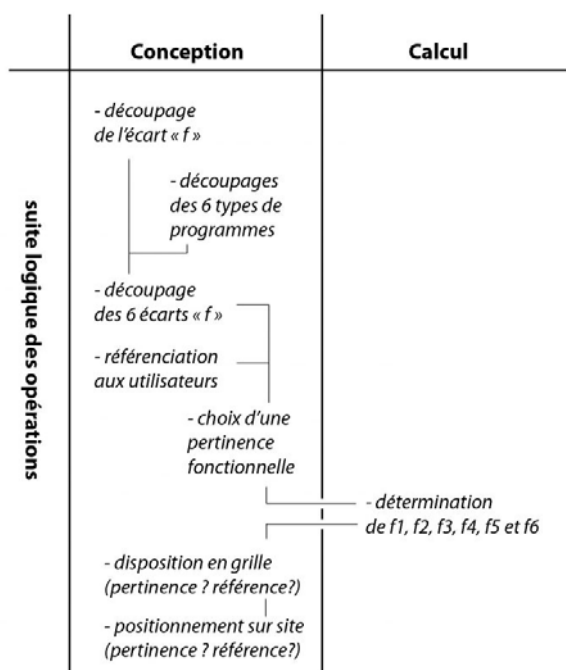 Conception
Calcul
suite logique des opérations
- découpage
de l'écart « f »
- découpages
des 6 types de
programmes
- découpage
des 6 écarts « f »
- référenciation
aux utilisateurs
- choix d'une
pertinence
fonctionnelle
- détermination
de f1, f2, f3, f4, f5 et f6
- disposition en grille
(pertinence ? référence?)
- positionnement sur site
(pertinence ? référence?)